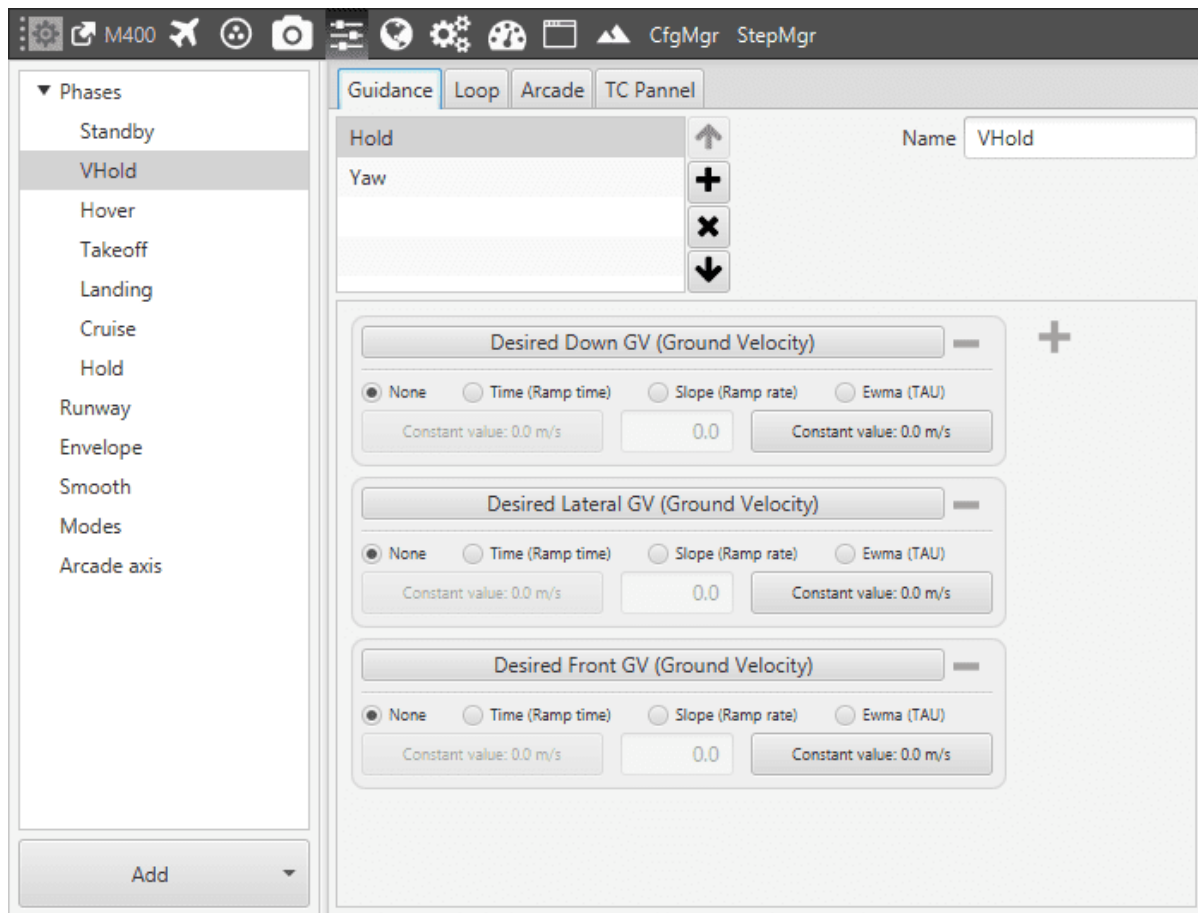 M400 CfgMgr StepMgr
Phases
Standby
VHold
Hover
Takeoff
Landing
Cruise
Hold
Runway
Envelope
Smooth
Modes
Arcade axis
Add
Guidance Loop Arcade TC Pannel
Hold
Yaw
Name VHold
Desired Down GV (Ground Velocity)
None Time (Ramp time) Slope (Ramp rate) Ewma (TAU)
Constant value: 0.0 m/s 0.0 Constant value: 0.0 m/s
Desired Lateral GV (Ground Velocity)
None Time (Ramp time) Slope (Ramp rate) Ewma (TAU)
Constant value: 0.0 m/s 0.0 Constant value: 0.0 m/s
Desired Front GV (Ground Velocity)
None Time (Ramp time) Slope (Ramp rate) Ewma (TAU)
Constant value: 0.0 m/s 0.0 Constant value: 0.0 m/s